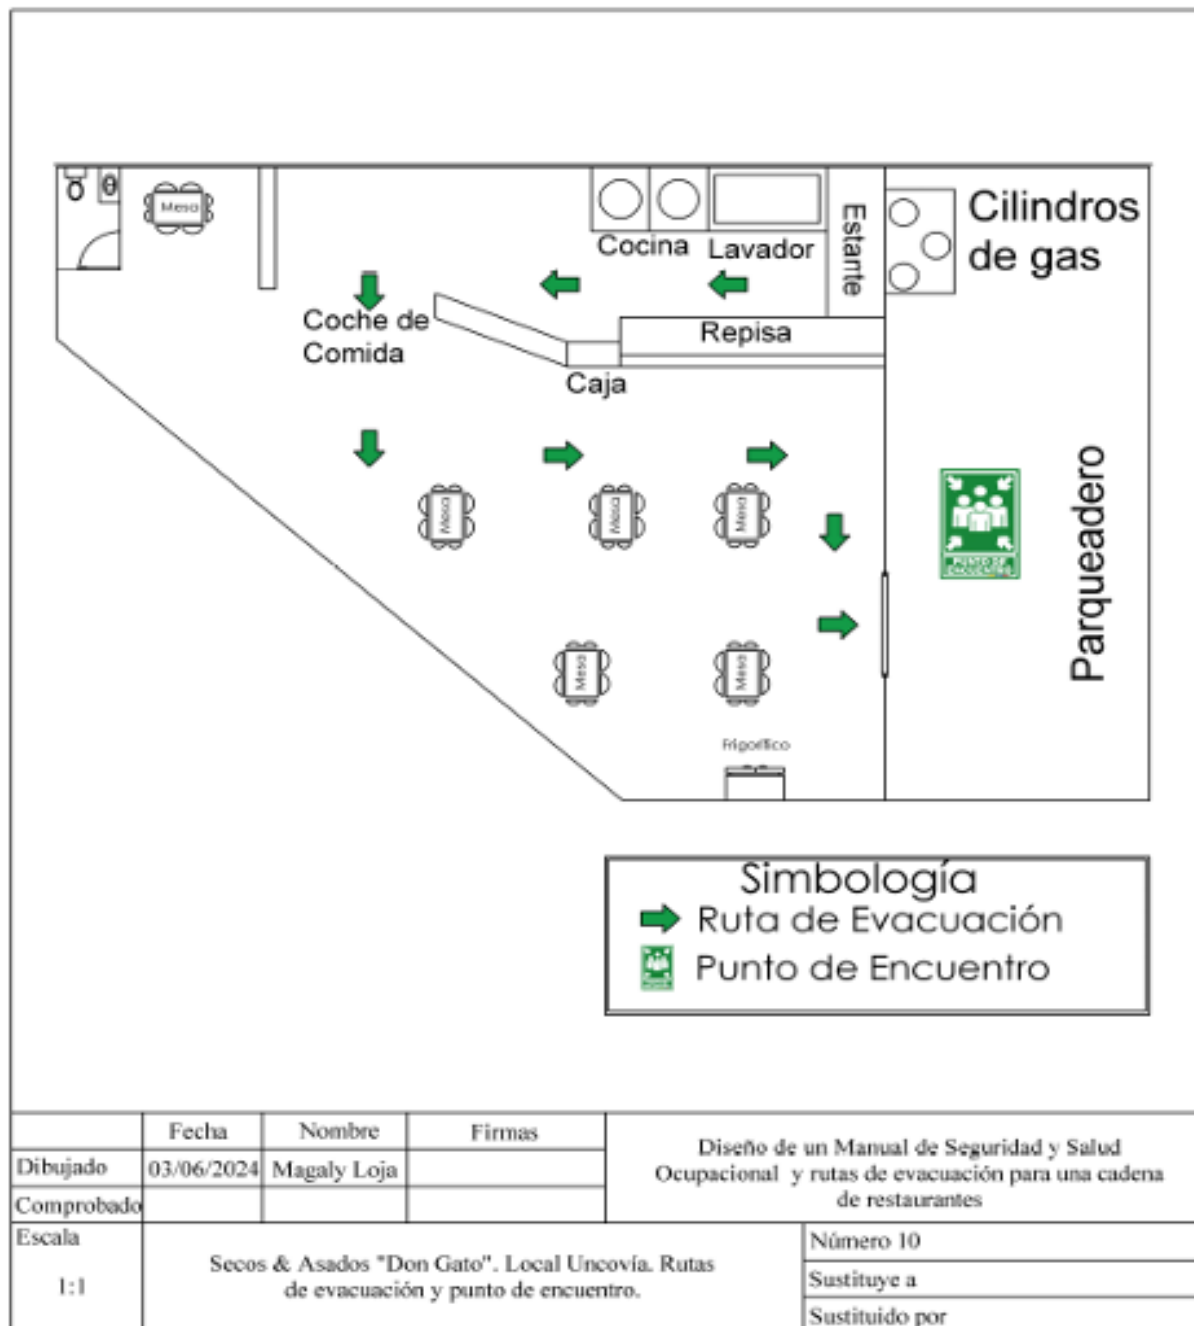 Mesa
Cocina
Lavador
Estante
Cilindros
de gas
Coche de
Comida
Repisa
Caja
Mesa
Mesa
Mesa
PUNTO DE
ENCUENTRO
Parqueadero
Mesa
Mesa
Frigorífico
Simbología
Ruta de Evacuación
Punto de Encuentro
Fecha
Nombre
Firmas
Dibujado
03/06/2024
Magaly Loja
Comprobado
Diseño de un Manual de Seguridad y Salud
Ocupacional y rutas de evacuación para una cadena
de restaurantes
Escala
1:1
Secos & Asados "Don Gato". Local Uncovía. Rutas
de evacuación y punto de encuentro.
Número 10
Sustituye a
Sustituido por